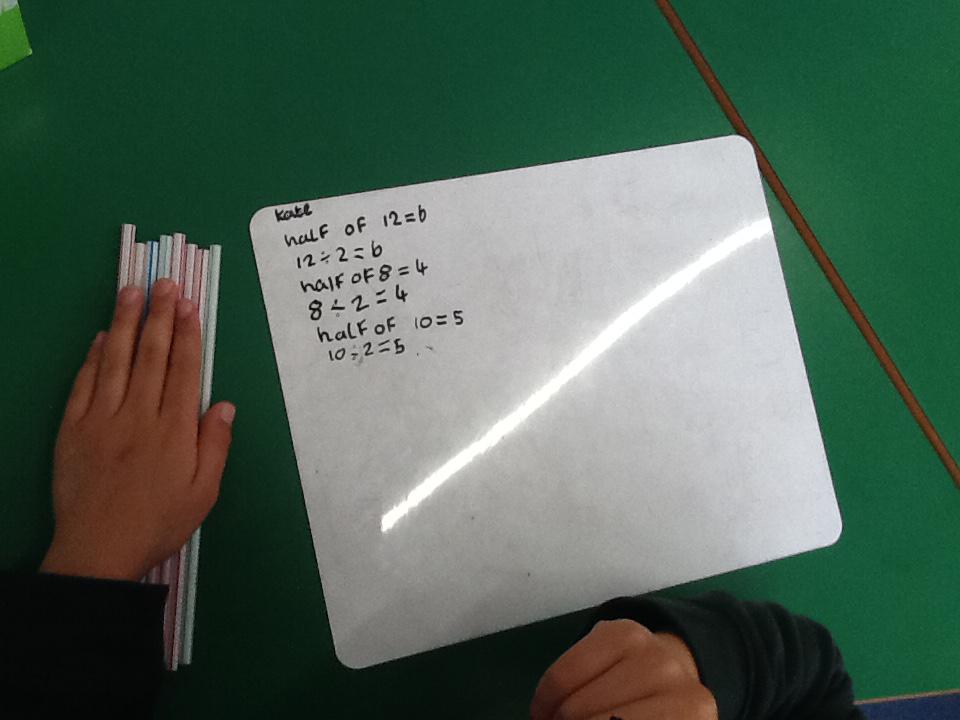 Kate
half of 12=6
12÷2=6
half of 8=4
8÷2=4
half of 10=5
10÷2=5